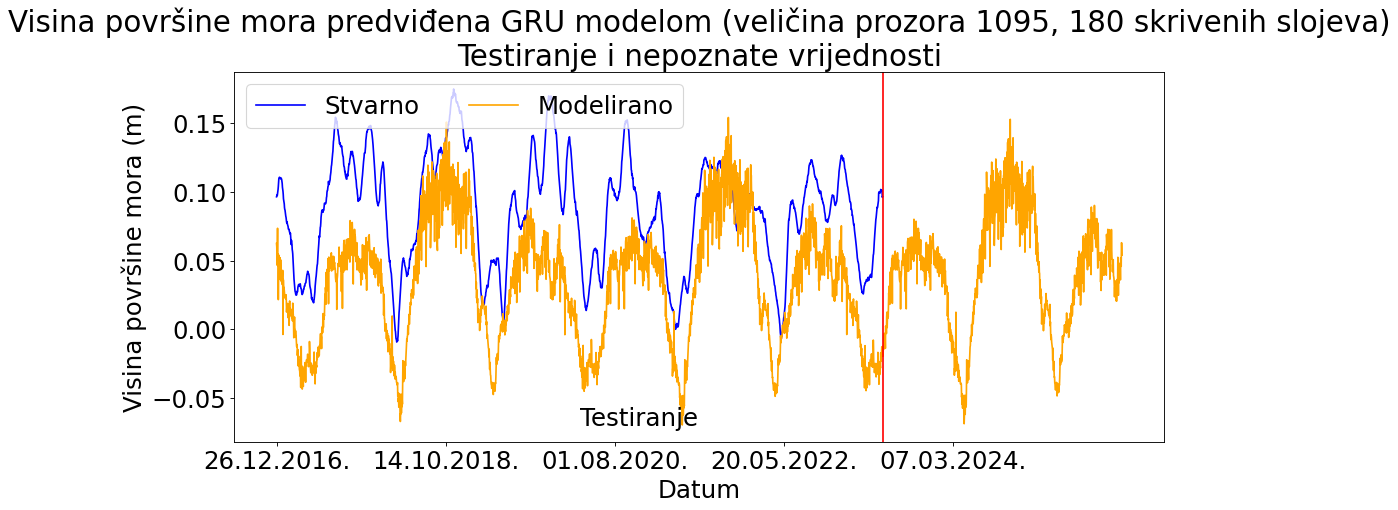 Visina površine mora predviđena GRU modelom (veličina prozora 1095, 180 skrivenih slojeva)
Testiranje i nepoznate vrijednosti
Stvarno
Modelirano
Visina površine mora (m)
0.15
0.10
0.05
0.00
−0.05
Testiranje
26.12.2016.
14.10.2018.
01.08.2020.
20.05.2022.
07.03.2024.
Datum